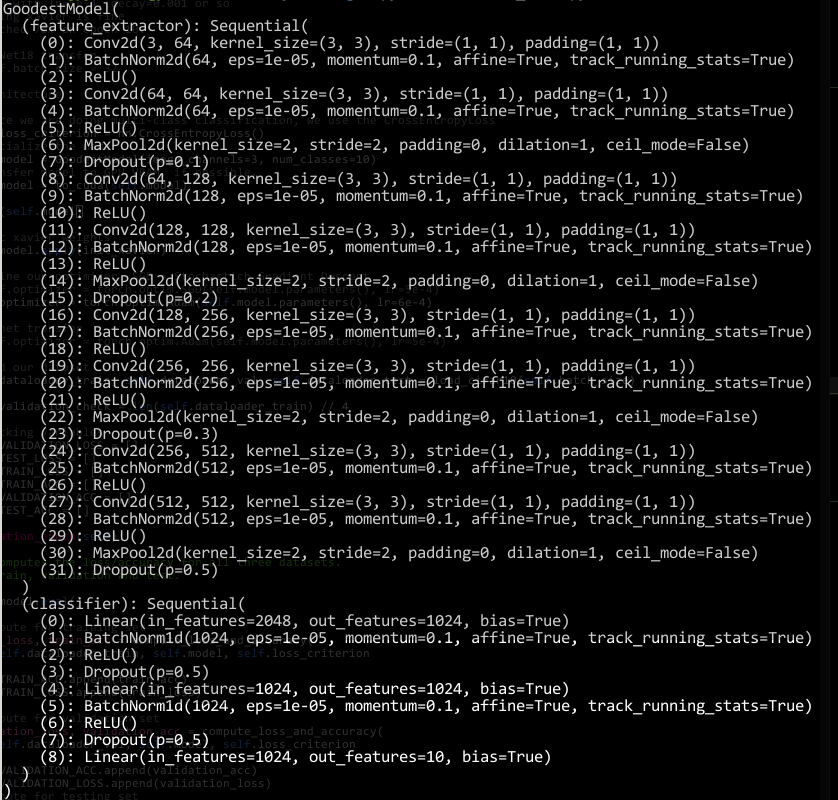 GoodestModel(
(feature_extractor): Sequential(
(0): Conv2d(3, 64, kernel_size=(3, 3), stride=(1, 1), padding=(1, 1))
(1): BatchNorm2d(64, eps=1e-05, momentum=0.1, affine=True, track_running_stats=True)
(2): ReLU()
(3): Conv2d(64, 64, kernel_size=(3, 3), stride=(1, 1), padding=(1, 1))
(4): BatchNorm2d(64, eps=1e-05, momentum=0.1, affine=True, track_running_stats=True)
(5): ReLU()
(6): MaxPool2d(kernel_size=2, stride=2, padding=0, dilation=1, ceil_mode=False)
(7): Dropout(p=0.1)
(8): Conv2d(64, 128, kernel_size=(3, 3), stride=(1, 1), padding=(1, 1))
(9): BatchNorm2d(128, eps=1e-05, momentum=0.1, affine=True, track_running_stats=True)
(10): ReLU()
(11): Conv2d(128, 128, kernel_size=(3, 3), stride=(1, 1), padding=(1, 1))
(12): BatchNorm2d(128, eps=1e-05, momentum=0.1, affine=True, track_running_stats=True)
(13): ReLU()
(14): MaxPool2d(kernel_size=2, stride=2, padding=0, dilation=1, ceil_mode=False)
(15): Dropout(p=0.2)
(16): Conv2d(128, 256, kernel_size=(3, 3), stride=(1, 1), padding=(1, 1))
(17): BatchNorm2d(256, eps=1e-05, momentum=0.1, affine=True, track_running_stats=True)
(18): ReLU()
(19): Conv2d(256, 256, kernel_size=(3, 3), stride=(1, 1), padding=(1, 1))
(20): BatchNorm2d(256, eps=1e-05, momentum=0.1, affine=True, track_running_stats=True)
(21): ReLU()
(22): MaxPool2d(kernel_size=2, stride=2, padding=0, dilation=1, ceil_mode=False)
(23): Dropout(p=0.3)
(24): Conv2d(256, 512, kernel_size=(3, 3), stride=(1, 1), padding=(1, 1))
(25): BatchNorm2d(512, eps=1e-05, momentum=0.1, affine=True, track_running_stats=True)
(26): ReLU()
(27): Conv2d(512, 512, kernel_size=(3, 3), stride=(1, 1), padding=(1, 1))
(28): BatchNorm2d(512, eps=1e-05, momentum=0.1, affine=True, track_running_stats=True)
(29): ReLU()
(30): MaxPool2d(kernel_size=2, stride=2, padding=0, dilation=1, ceil_mode=False)
(31): Dropout(p=0.5)
)
(classifier): Sequential(
(0): Linear(in_features=2048, out_features=1024, bias=True)
(1): BatchNorm1d(1024, eps=1e-05, momentum=0.1, affine=True, track_running_stats=True)
(2): ReLU()
(3): Dropout(p=0.5)
(4): Linear(in_features=1024, out_features=1024, bias=True)
(5): BatchNorm1d(1024, eps=1e-05, momentum=0.1, affine=True, track_running_stats=True)
(6): ReLU()
(7): Dropout(p=0.5)
(8): Linear(in_features=1024, out_features=10, bias=True)
)
)